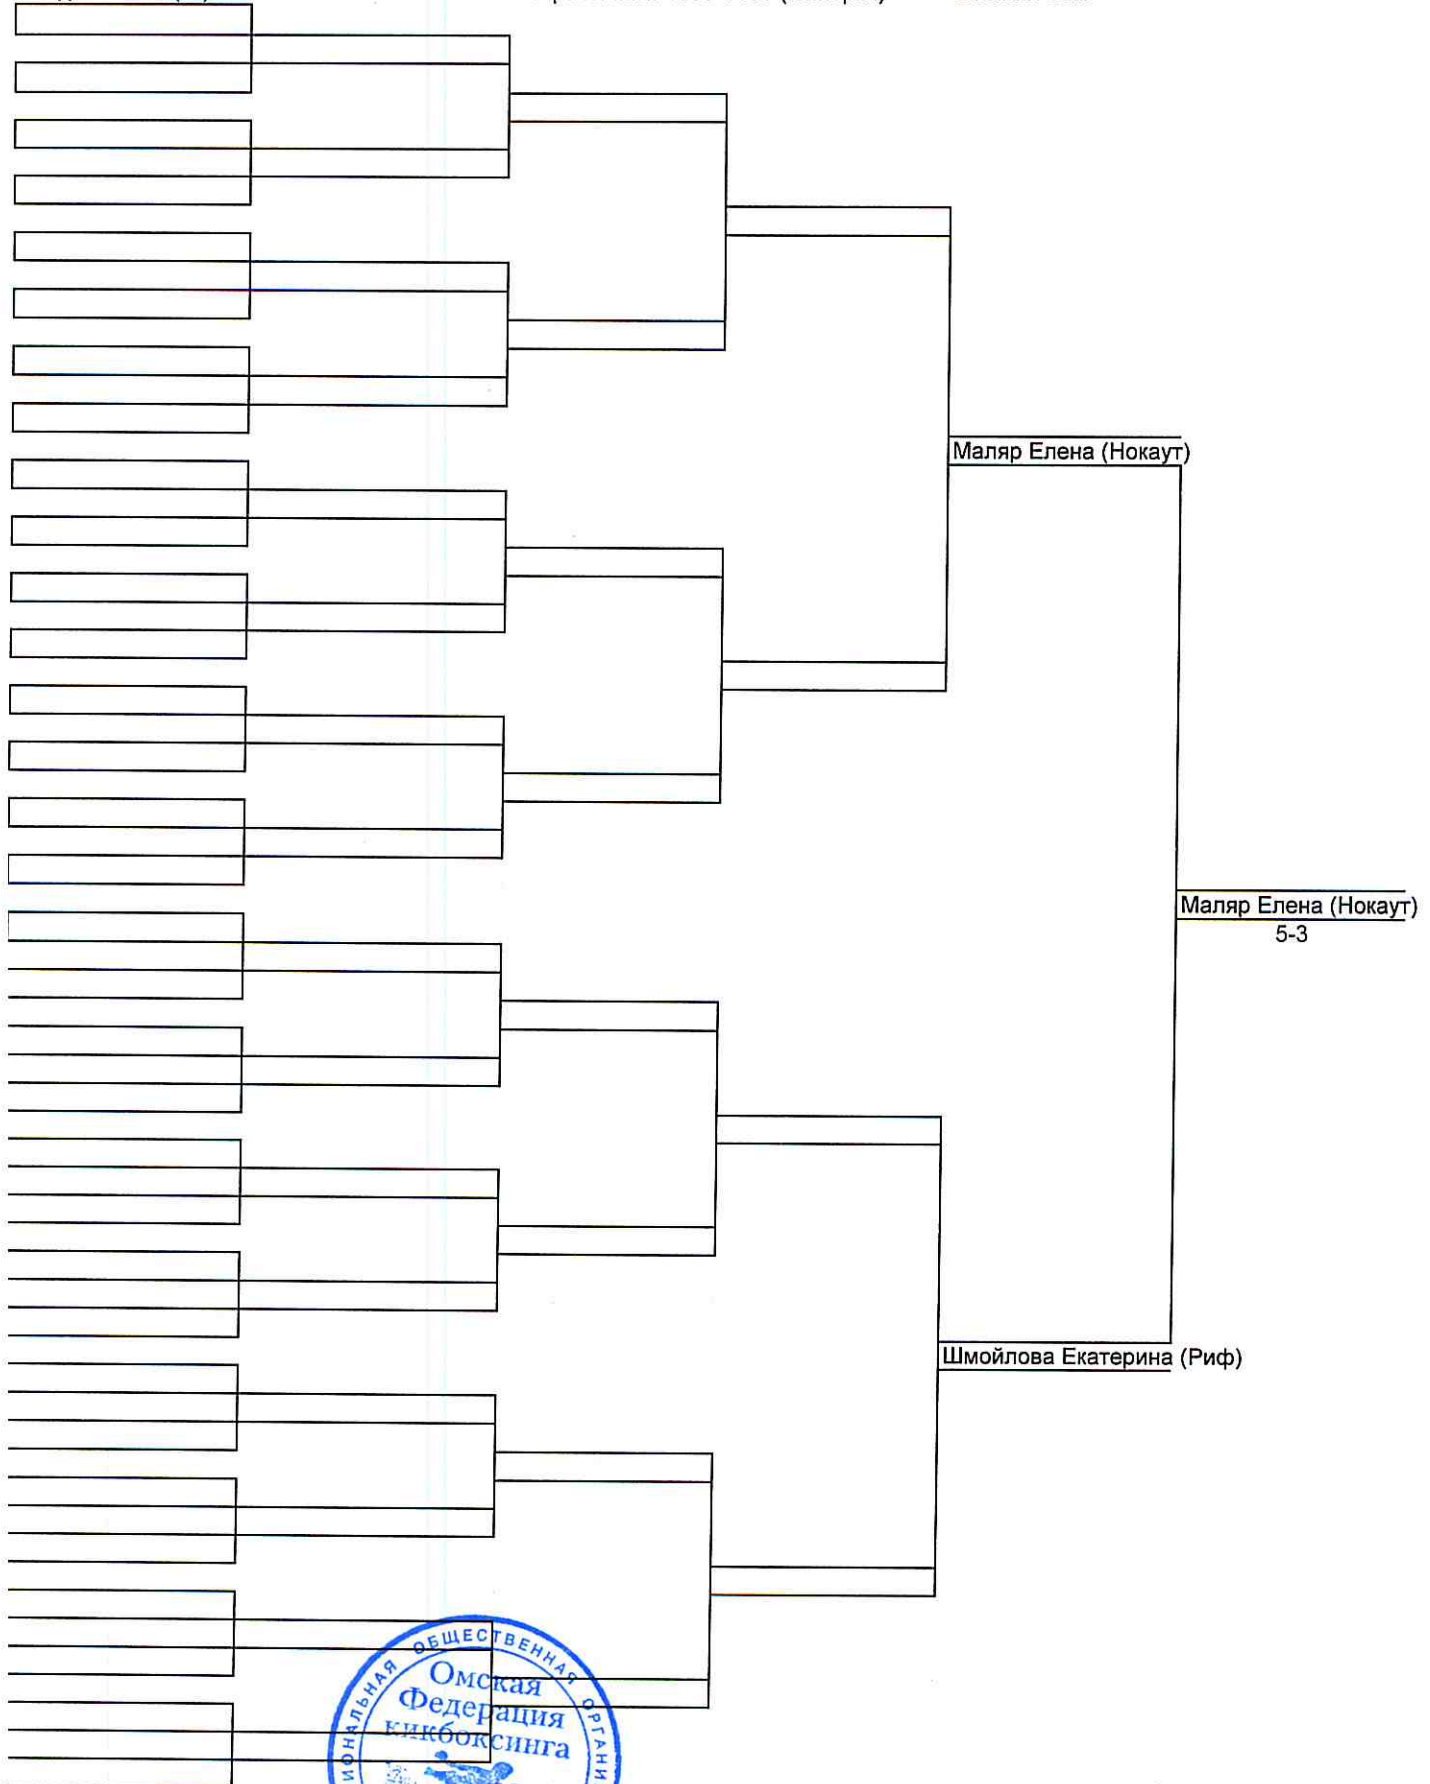 Маляр Елена (Нокаут)
Маляр Елена (Нокаут)
5-3
Шмойлова Екатерина (Риф)
ОБЩЕСТВЕННАЯ
Омская
Федерация
кикбоксинга